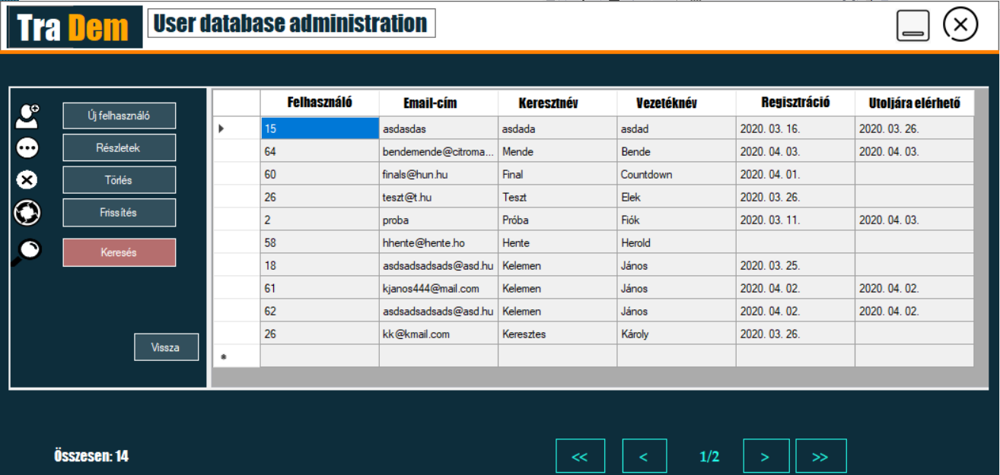 Tra Dem User database administration
Felhasználó Email-cím Keresztnév Vezetéknév Regisztráció Utoljára elérhető
Új felhasználó
Részletek
Törlés
Frissítés
Keresés
Vissza
15 asdasdas asdada asdad 2020. 03. 16. 2020. 03. 26.
64 bendemende@citroma... Mende Bende 2020. 04. 03. 2020. 04. 03.
60 finals@hun.hu Final Countdown 2020. 04. 01.
26 teszt@t.hu Teszt Elek 2020. 03. 26.
2 proba Próba Fiók 2020. 03. 11. 2020. 04. 03.
58 hhente@hente.ho Hente Herold
18 asdsadsadsads@asd.hu Kelemen János 2020. 03. 25.
61 kjanos444@mail.com Kelemen János 2020. 04. 02. 2020. 04. 02.
62 asdsadsadsads@asd.hu Kelemen János 2020. 04. 02. 2020. 04. 02.
26 kk@kmail.com Keresztes Károly 2020. 03. 26.
Összesen: 14 << < 1/2 > >>